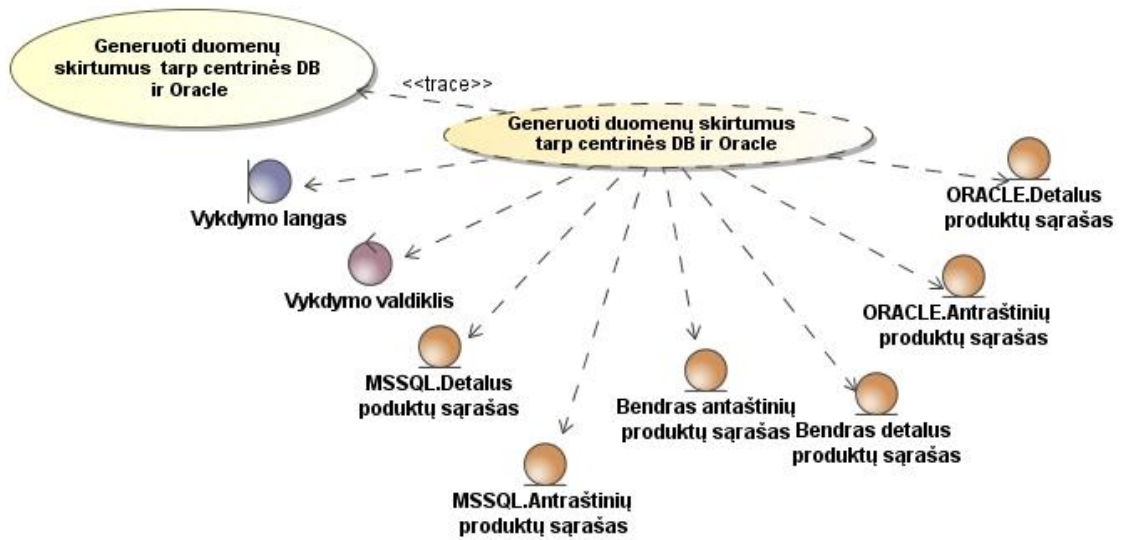 Generuoti duomenų
skirtumus tarp centrinės DB
ir Oracle
<<trace>>
Generuoti duomenų skirtumus
tarp centrinės DB ir Oracle
Vykdymo langas
ORACLE.Detalus
produktų sąrašas
Vykdymo valdiklis
ORACLE.Antraštinių
produktų sąrašas
MSSQL.Detalus
poduktų sąrašas
Bendras antaštinių
produktų sąrašas
Bendras detalus
produktų sąrašas
MSSQL.Antraštinių
produktų sąrašas